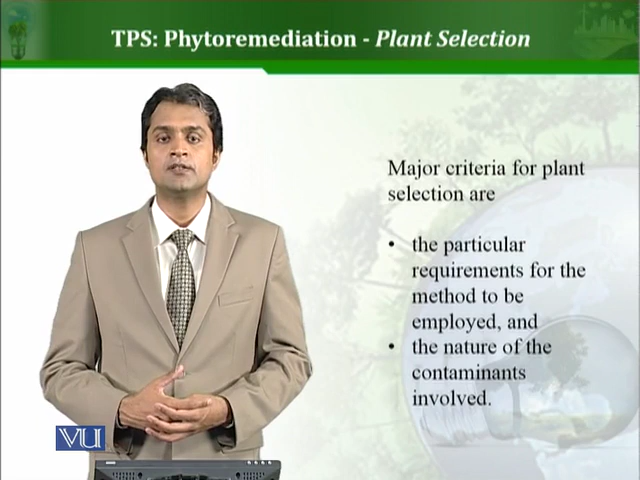 TPS: Phytoremediation - Plant Selection
Major criteria for plant
selection are
• the particular
requirements for the
method to be
employed, and
• the nature of the
contaminants
involved.
VU